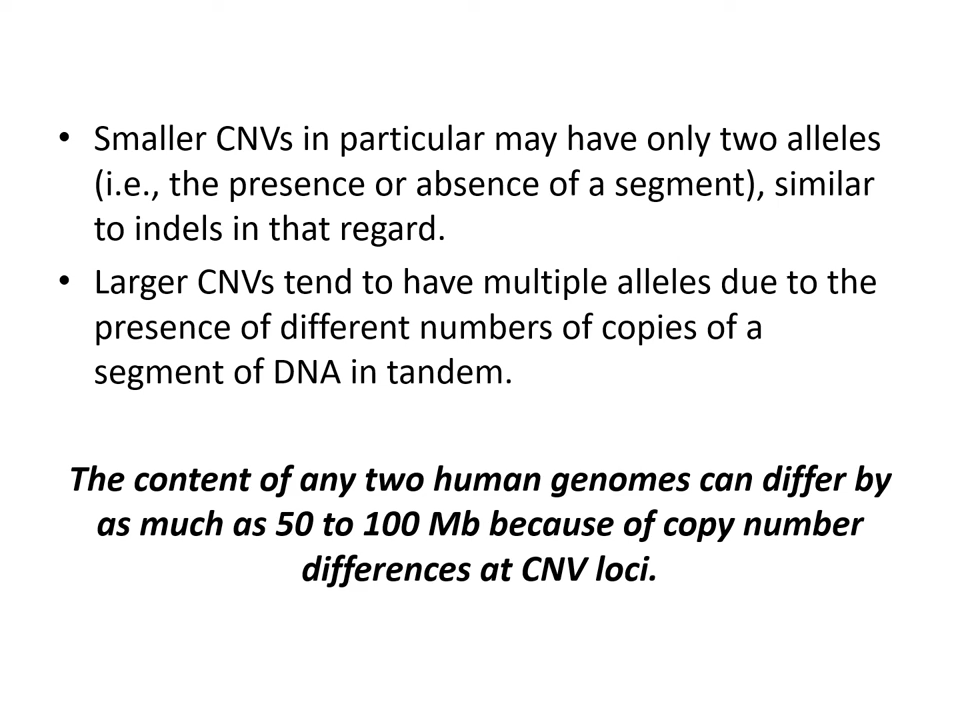 • Smaller CNVs in particular may have only two alleles
(i.e., the presence or absence of a segment), similar
to indels in that regard.
• Larger CNVs tend to have multiple alleles due to the
presence of different numbers of copies of a
segment of DNA in tandem.
The content of any two human genomes can differ by
as much as 50 to 100 Mb because of copy number
differences at CNV loci.